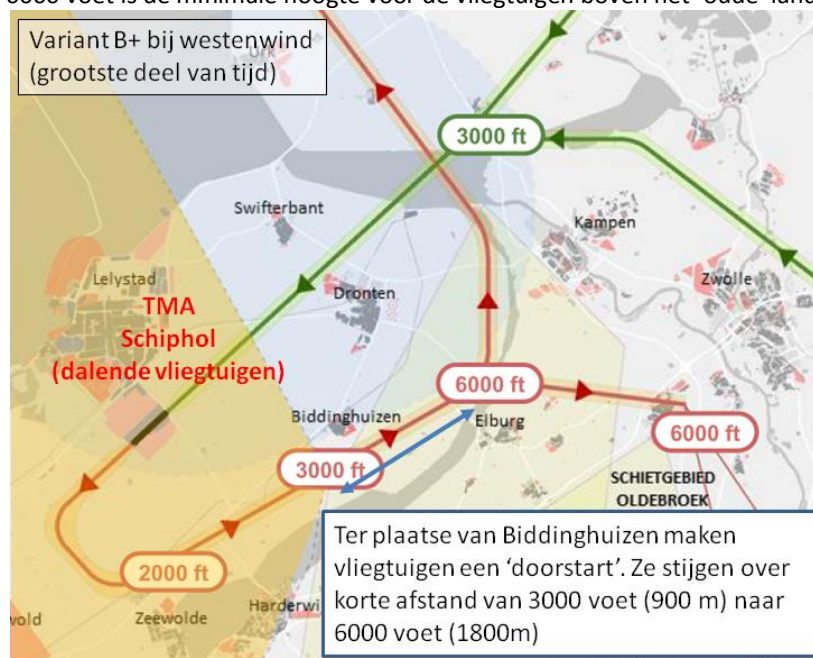 6000 voet is de minimale hoogte voor de vliegtuigen boven het 'oude' land
Variant B+ bij westenwind
(grootste deel van tijd)
Urk
3000 ft
Swifterbant
Kampen
Lelystad
Zwolle
TMA
Schiphol
(dalende vliegtuigen)
Dronten
6000 ft
Biddinghuizen
Elburg
6000 ft
3000 ft
SCHIETGEBIED
OLDEBROEK
2000 ft
Zeewolde
Harderwi
wold
Ter plaatse van Biddinghuizen maken
vliegtuigen een 'doorstart'. Ze stijgen over
korte afstand van 3000 voet (900 m) naar
6000 voet (1800m)